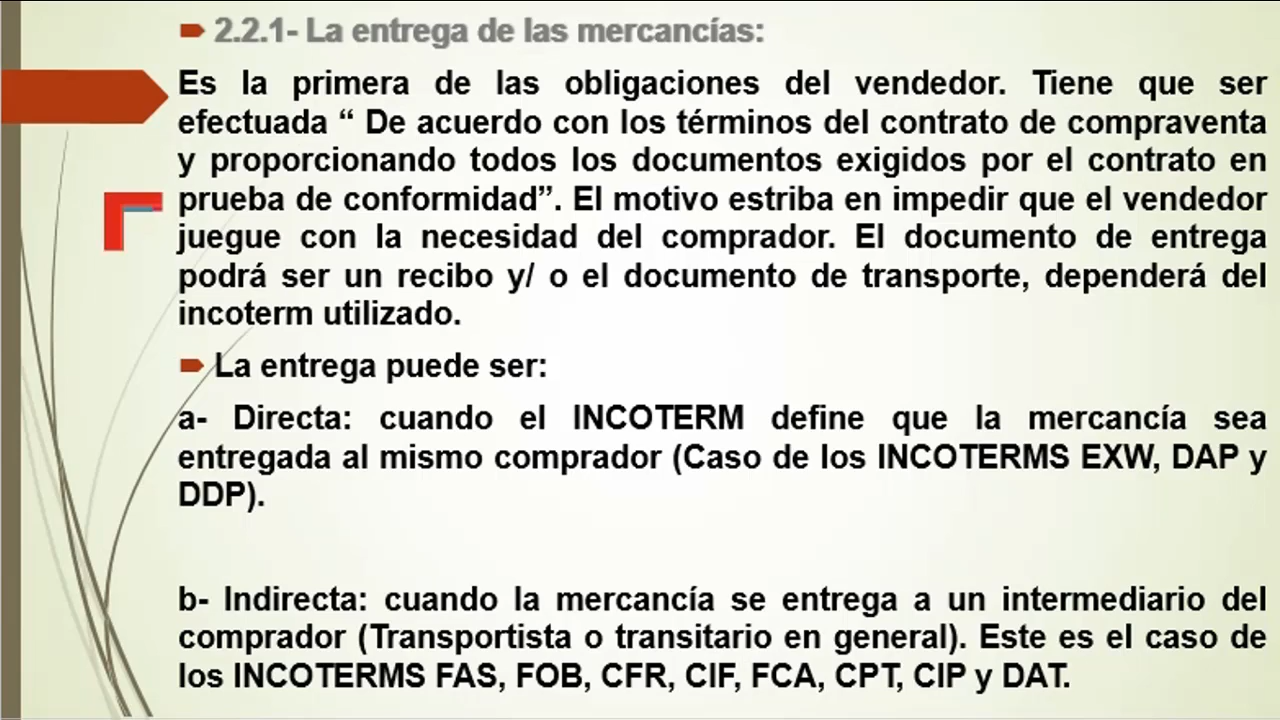 2.2.1- La entrega de las mercancías:
Es la primera de las obligaciones del vendedor. Tiene que ser
efectuada “ De acuerdo con los términos del contrato de compraventa
y proporcionando todos los documentos exigidos por el contrato en
prueba de conformidad”. El motivo estriba en impedir que el vendedor
juegue con la necesidad del comprador. El documento de entrega
podrá ser un recibo y/ o el documento de transporte, dependerá del
incoterm utilizado.
La entrega puede ser:
a- Directa: cuando el INCOTERM define que la mercancía sea
entregada al mismo comprador (Caso de los INCOTERMS EXW, DAP y
DDP).
b- Indirecta: cuando la mercancía se entrega a un intermediario del
comprador (Transportista o transitario en general). Este es el caso de
los INCOTERMS FAS, FOB, CFR, CIF, FCA, CPT, CIP y DAT.